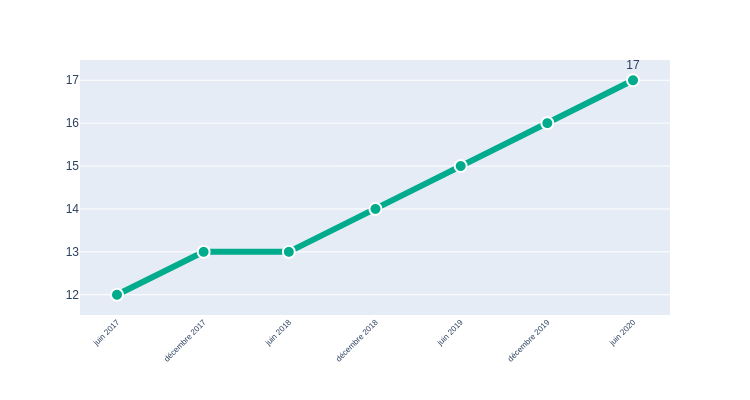 17
17
16
15
14
13
12
juin 2017
décembre 2017
juin 2018
décembre 2018
juin 2019
décembre 2019
juin 2020